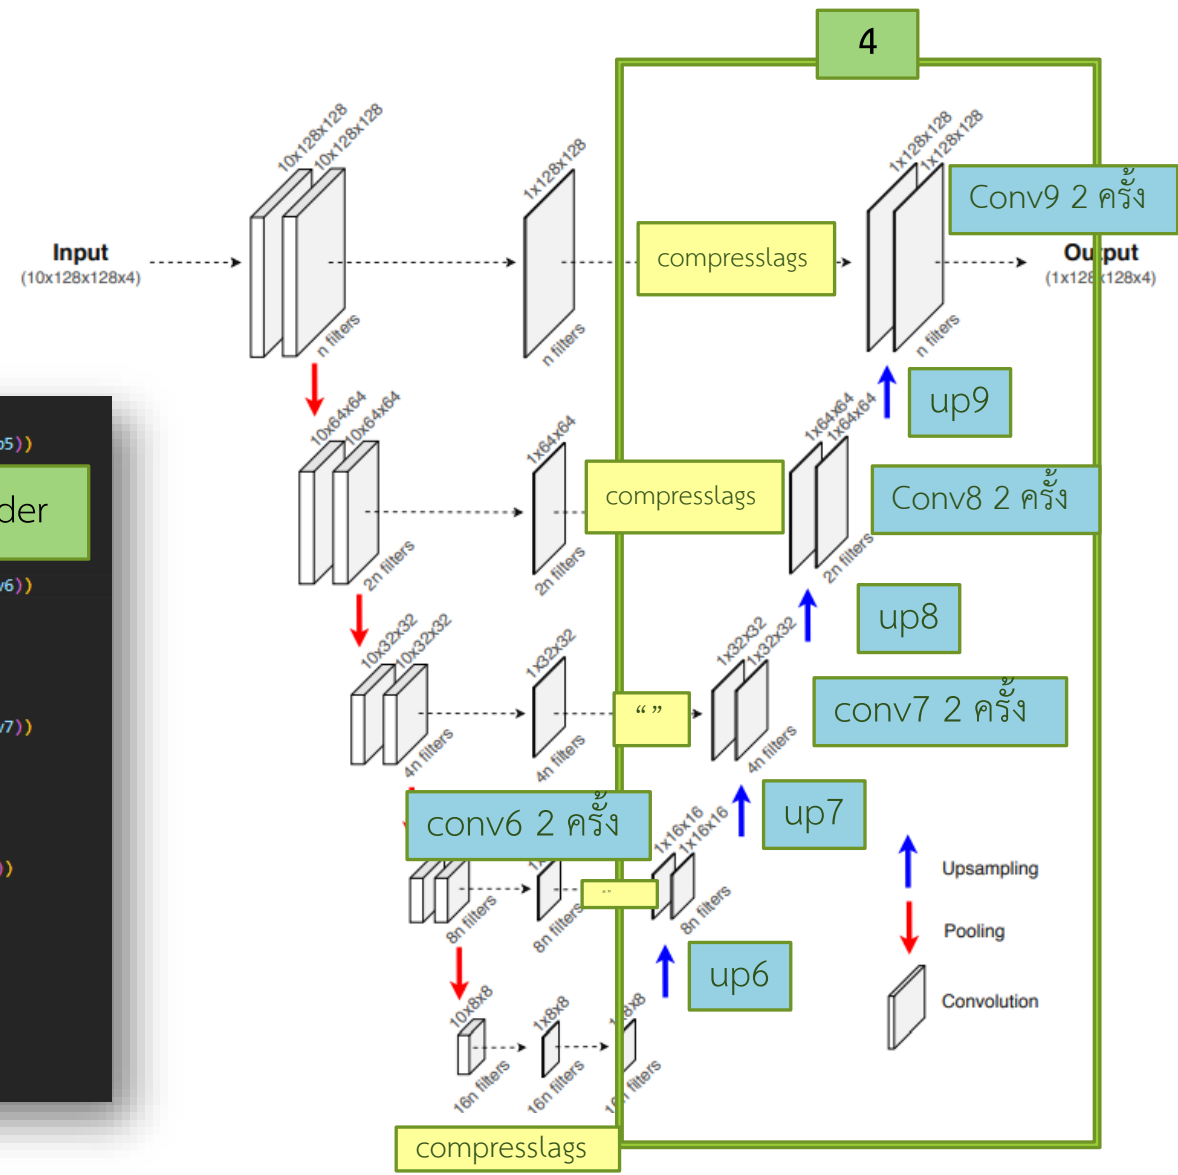 4
10x128x128
10x128x128
1x128x128
1x128x128
1x128x128
Conv9 2 ครั้ง
Input
(10x128x128x4)
compresslags
Output
(1x128x128x4)
n filters
n filters
n filters
up9
10x64x64
10x64x64
1x64x64
1x64x64
1x64x64
compresslags
Conv8 2 ครั้ง
2n filters
2n filters
2n filters
up8
10x32x32
10x32x32
1x32x32
1x32x32
1x32x32
“ ”
conv7 2 ครั้ง
4n filters
4n filters
4n filters
up7
conv6 2 ครั้ง
1x16x16
1x16x16
8n filters
8n filters
8n filters
up6
10x8x8
1x8x8
16n filters
16n filters
compresslags
Upsampling
Pooling
Convolution